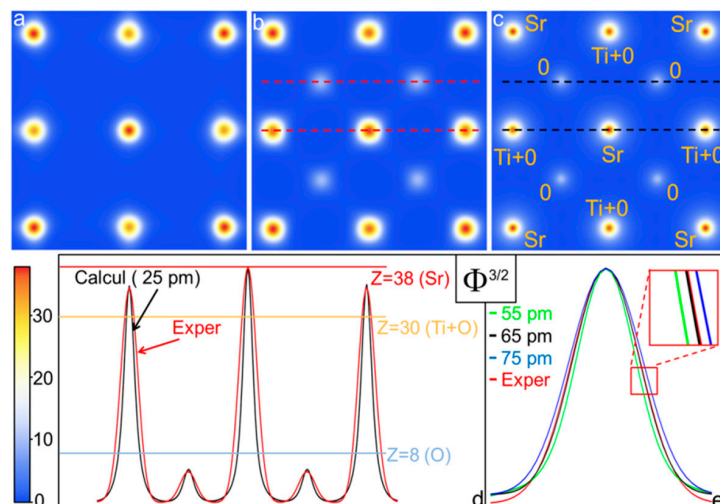 a
b
c
Sr
Sr
Ti+0
0
0
Ti+0
Sr
Ti+0
0
0
Sr
Ti+0
Sr
30
20
10
0
Calcul ( 25 pm)
Exper
Z=38 (Sr)
Z=30 (Ti+O)
Z=8 (O)
d
Φ3/2
55 pm
65 pm
75 pm
Exper
e